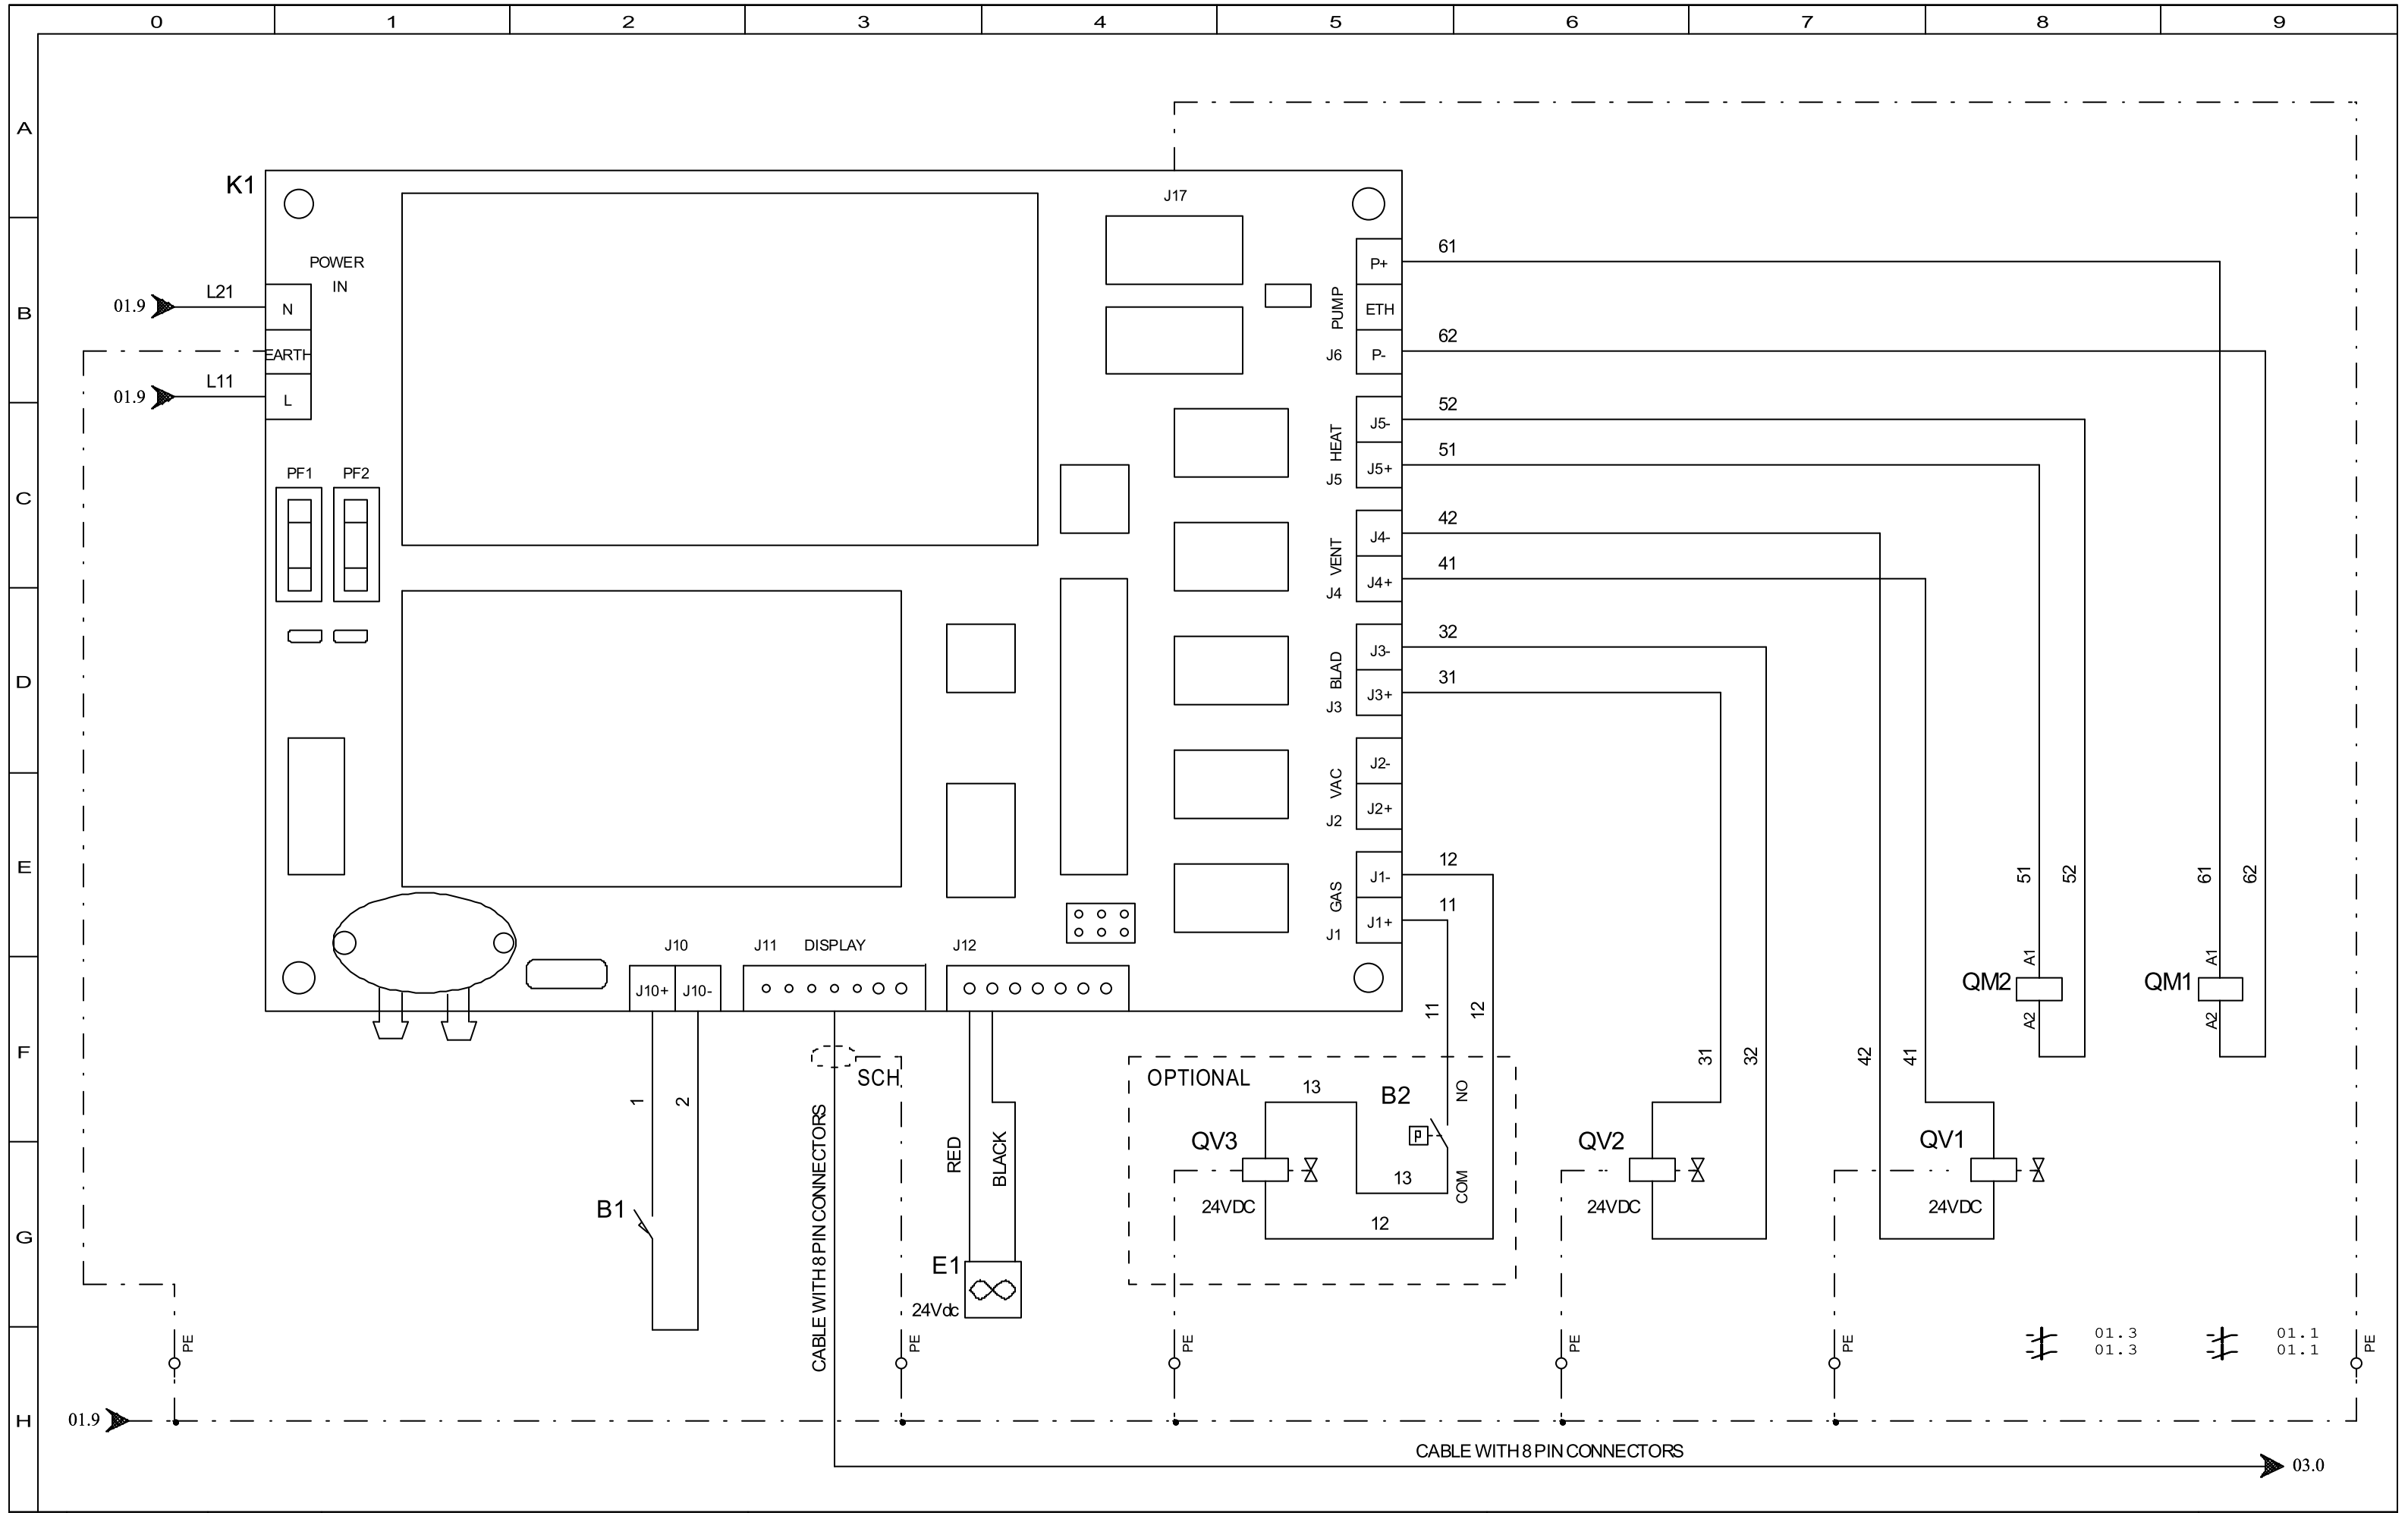 0 1 2 3 4 5 6 7 8 9
A
K1
J17
POWER
IN
61
P+
01.9 L21 N
B
PUMP
ETH
EARTH
62
J6 P-
01.9 L11 L
52
J5-
HEAT
51
J5 J5+
PF1 PF2
C
42
J4-
VENT
41
J4 J4+
32
J3-
BLAD
D
31
J3 J3+
J2-
VAC
J2 J2+
E
12
J1-
GAS
11
J1 J1+
51 52 61 62
J10 J11 DISPLAY J12
A1 A1
J10+ J10-
QM2 QM1
11 12
A2 A2
F
31 32 42 41
SCH
OPTIONAL
13
B2
NO
1 2
CABLE WITH 8 PIN CONNECTORS
RED BLACK
QV3 P QV2 QV1
13
COM
24VDC 24VDC 24VDC
B1
12
G
E1
24Vdc
PE PE PE PE PE PE
01.3 01.1
01.3 01.1
H
01.9
CABLE WITH 8 PIN CONNECTORS
03.0